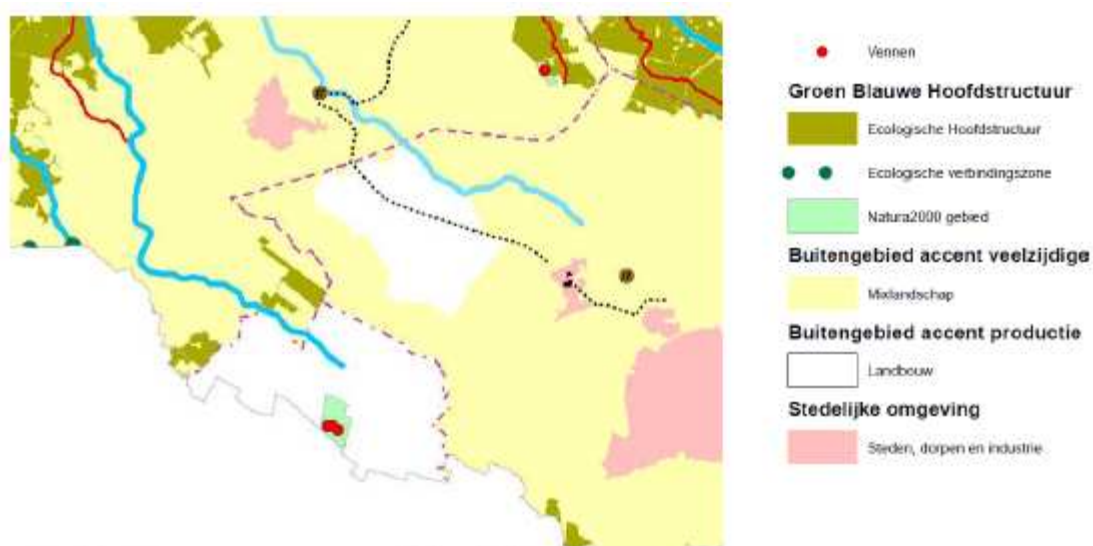 Vennen
Groen Blauwe Hoofdstructuur
Ecologische Hoofdstructuur
Ecologische verbindingszone
Natura2000 gebied
Buitengebied accent veelzijdige
Mixlandschap
Buitengebied accent productie
Landbouw
Stedelijke omgeving
Steden, dorpen en industrie